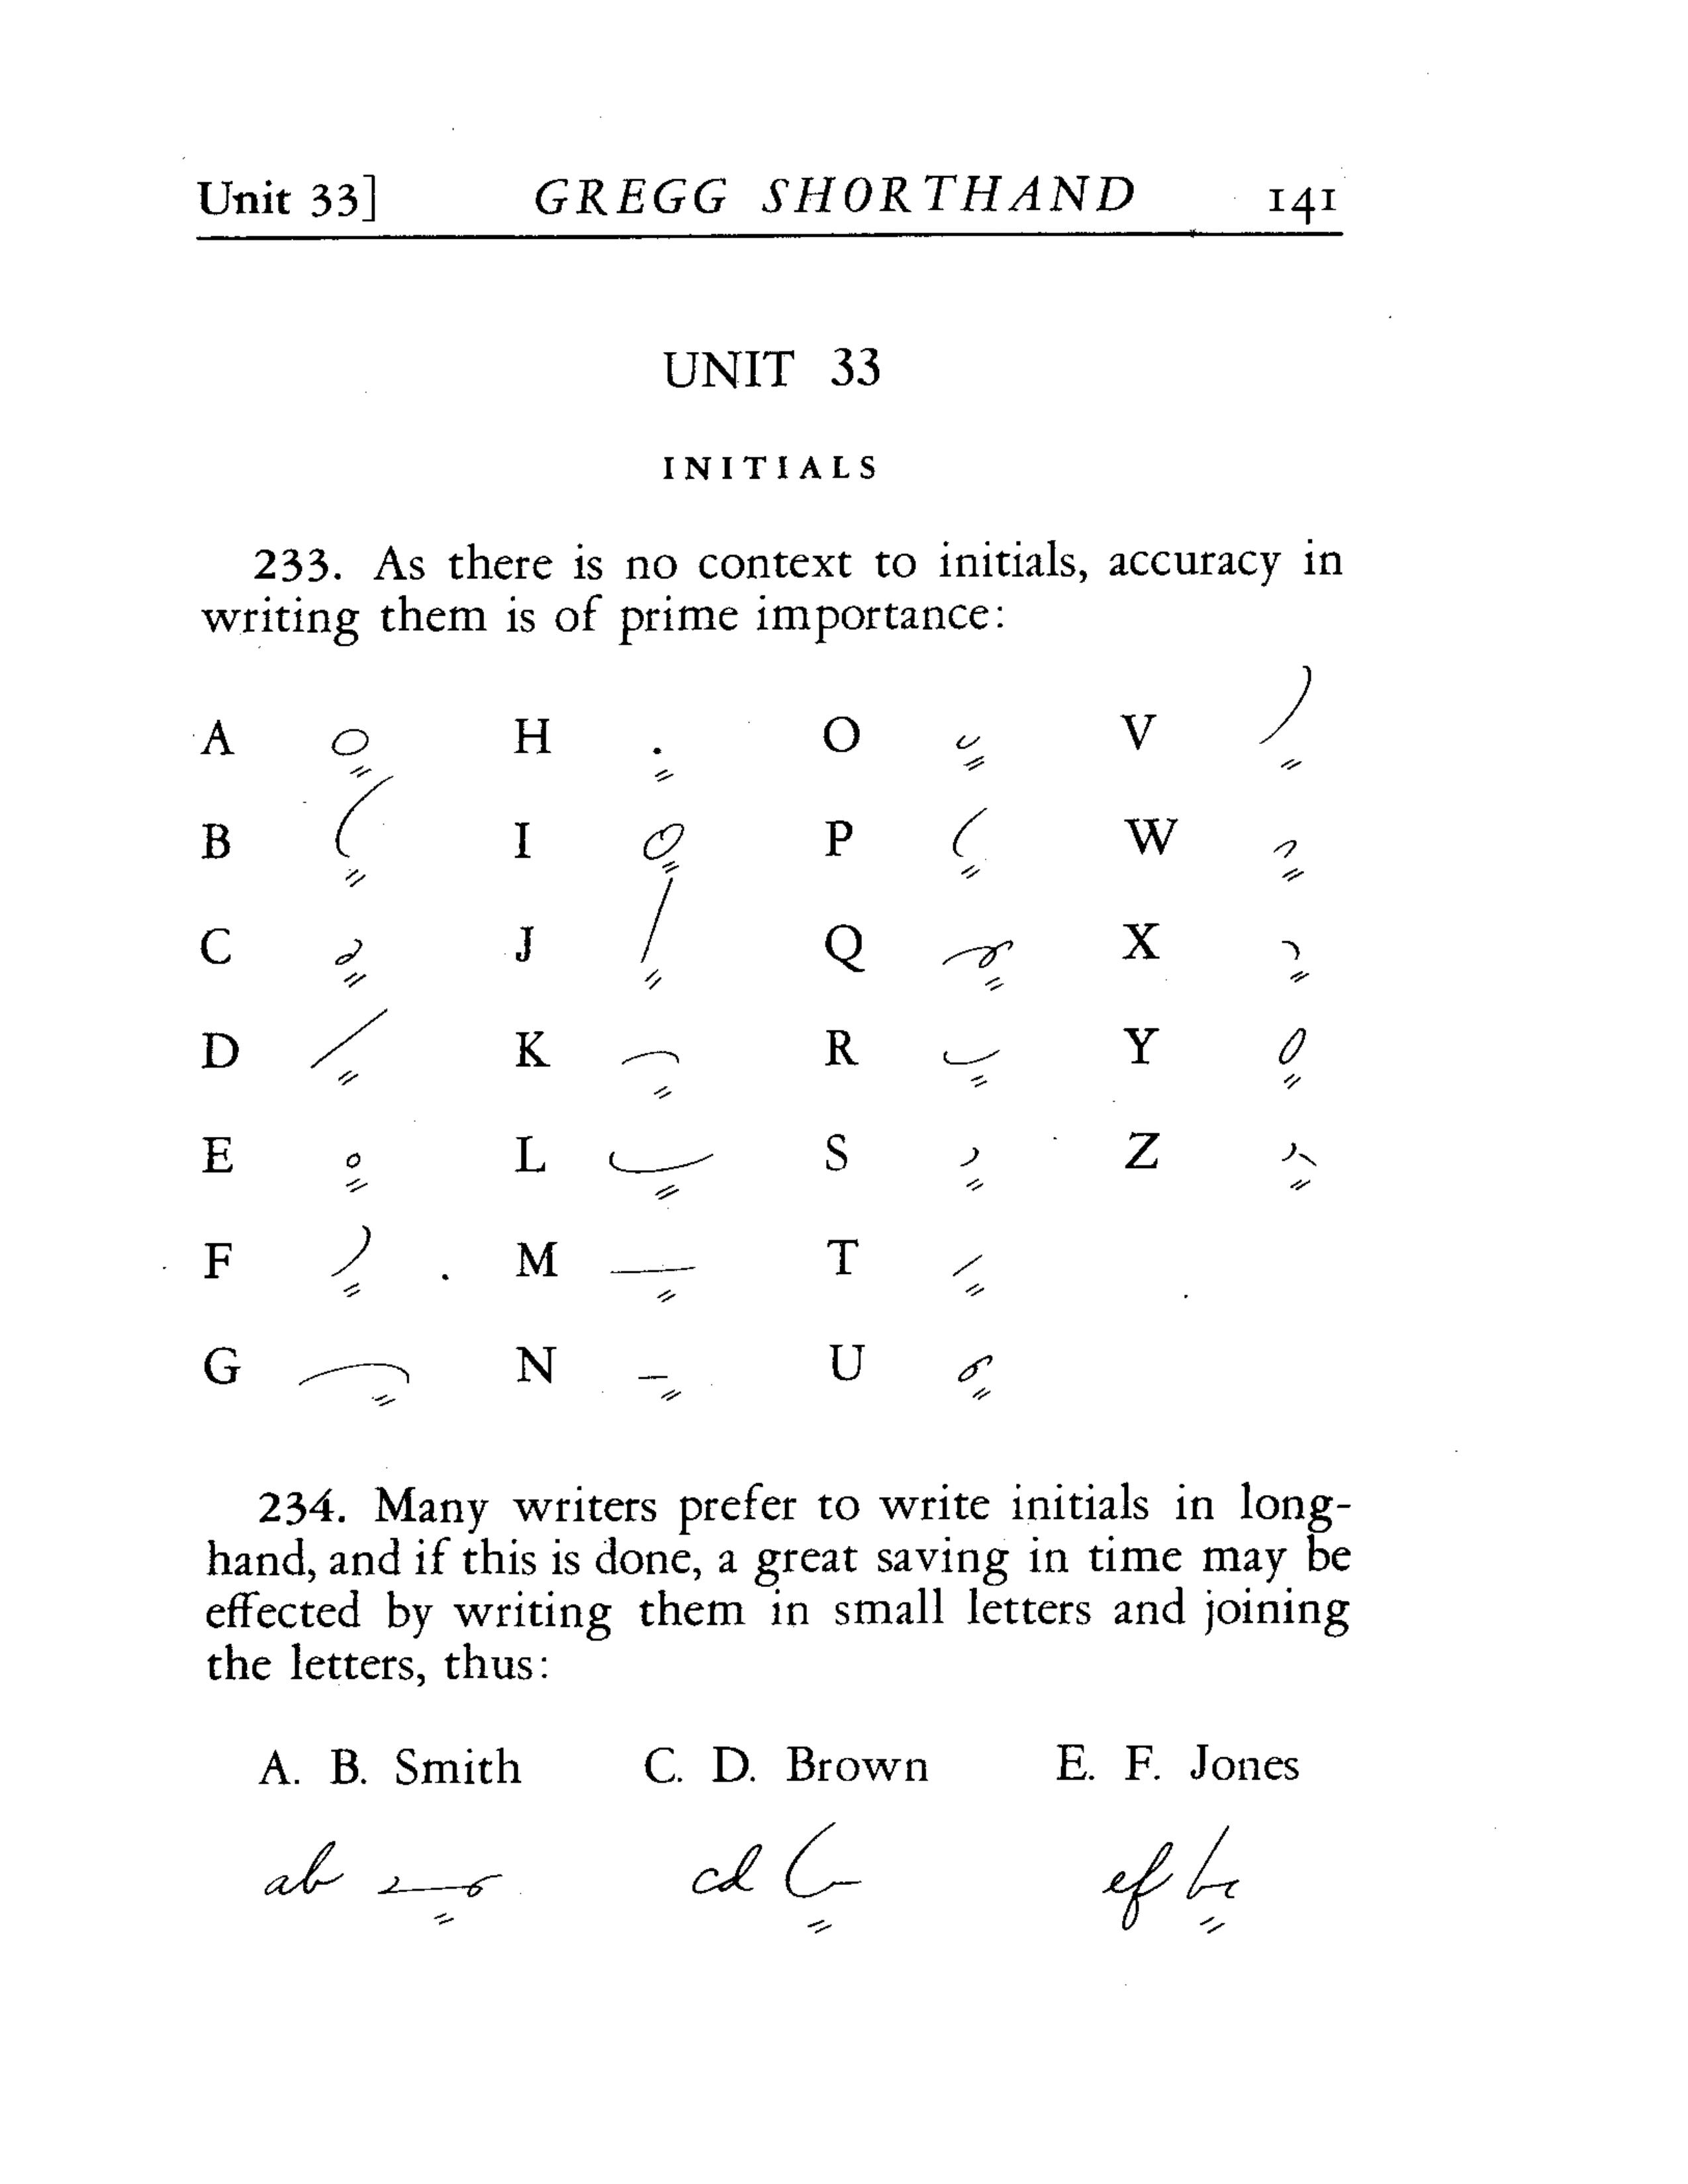 Unit 33] GREGG SHORTHAND 141
UNIT 33
INITIALS
233. As there is no context to initials, accuracy in
writing them is of prime importance:
A H O V
B I P W
C J Q X
D K R Y
E L S Z
F M T
G N U
234. Many writers prefer to write initials in long-
hand, and if this is done, a great saving in time may be
effected by writing them in small letters and joining
the letters, thus:
A. B. Smith C. D. Brown E. F. Jones
ab cd ef